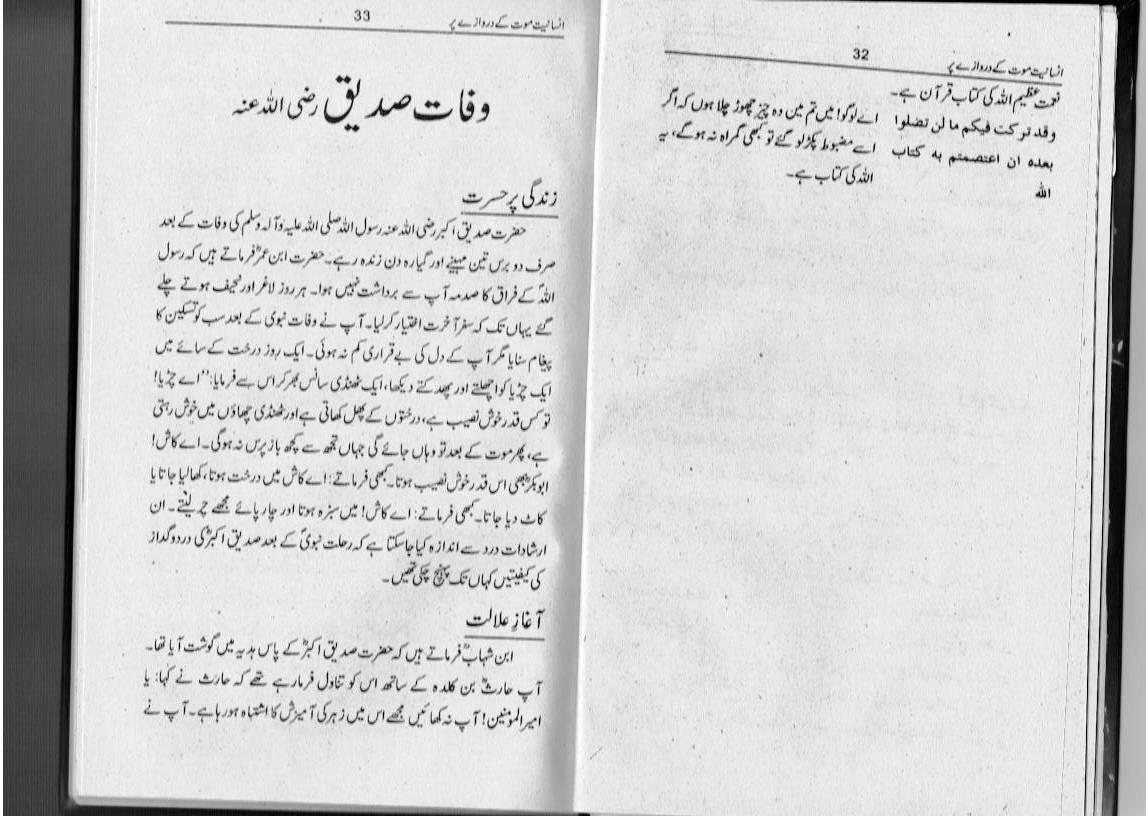 انسانیت موت کے دروازے پر
32
نعمت عظیم اللہ کی کتاب قرآن ہے۔
وقد تركت فيكم ما لن تضلوا
بعده ان اعتصمتم به كتاب
الله
اے لوگو! میں تم میں وہ چیز چھوڑ چلا ہوں کہ اگر
اسے مضبوط پکڑ لو گئے تو کبھی گمراہ نہ ہو گے، یہ
اللہ کی کتاب ہے۔
انسانیت موت کے دروازے پر
33
وفات صدیق رضی اللہ عنہ
زندگی پر حسرت
حضرت صدیق اکبر رضی اللہ عنہ رسول اللہ صلی اللہ علیہ وآلہ وسلم کی وفات کے بعد
صرف دو برس تین مہینے اور گیارہ دن زندہ رہے۔ حضرت ابن عمرؓ فرماتے ہیں کہ رسول
اللہؐ کے فراق کا صدمہ آپ سے برداشت نہیں ہوا۔ ہر روز لاغر اور نحیف ہوتے چلے
گئے یہاں تک کہ سفر آخرت اختیار کر لیا۔ آپ نے وفات نبوی کے بعد سب کو تسکین کا
پیغام سنایا مگر آپ کے دل کی بے قراری کم نہ ہوئی۔ ایک روز درخت کے سائے میں
ایک چڑیا کو اچھلتے اور پھدکتے دیکھا، ایک ٹھنڈی سانس بھر کر اس سے فرمایا: ’’اے چڑیا!
تو کس قدر خوش نصیب ہے، درختوں کے پھل کھاتی ہے اور ٹھنڈی چھاؤں میں خوش رہتی
ہے، پھر موت کے بعد تو وہاں جائے گی جہاں تجھ سے کچھ باز پرس نہ ہوگی۔ اے کاش!
ابوبکرؓ بھی اس قدر خوش نصیب ہوتا۔ کبھی فرماتے: اے کاش میں درخت ہوتا، کھا لیا جاتا یا
کاٹ دیا جاتا۔ کبھی فرماتے: اے کاش! میں سبزہ ہوتا اور چارپائے مجھے چر لیتے۔ ان
ارشادات درد سے اندازہ کیا جاسکتا ہے کہ رحلت نبویؐ کے بعد صدیق اکبرؓ کی درد و گداز
کی کیفیتیں کہاں تک پہنچ چکی تھیں۔
آغازِ علالت
ابن شہابؒ فرماتے ہیں کہ حضرت صدیق اکبرؓ کے پاس ہدیہ میں گوشت آیا تھا۔
آپ حارثؓ بن کلدہ کے ساتھ اس کو تناول فرما رہے تھے کہ حارث نے کہا: یا
امیر المومنین! آپ نہ کھائیں مجھے اس میں زہر کی آمیزش کا اشتباہ ہو رہا ہے۔ آپ نے